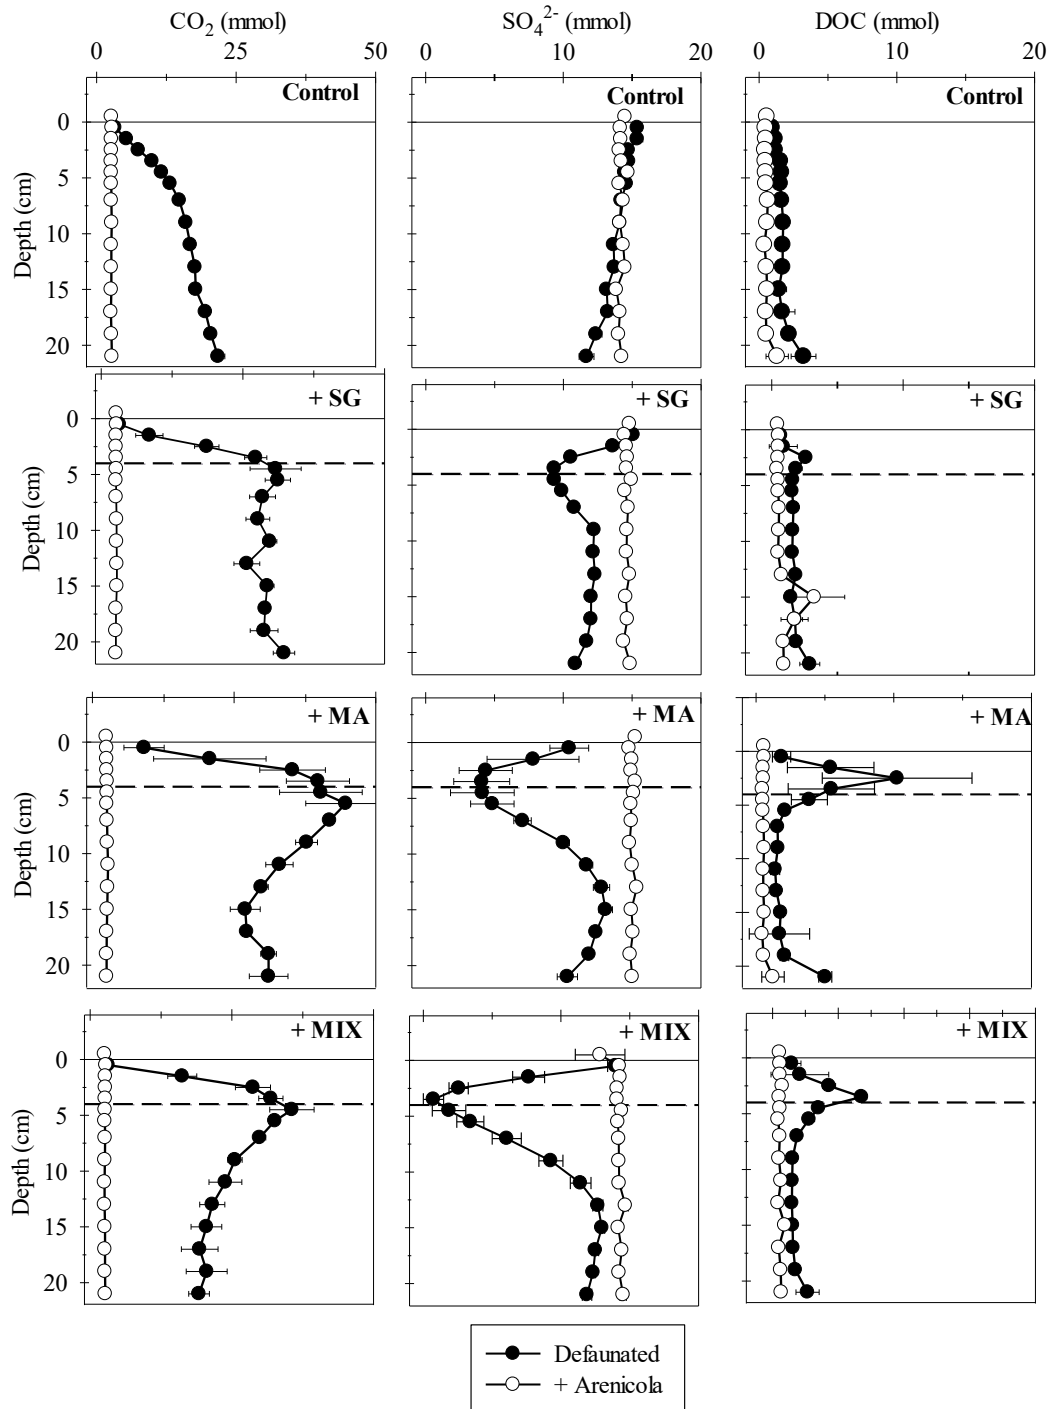 CO2 (mmol) SO4 2- (mmol) DOC (mmol)
0 25 50 0 10 20 0 10 20
Control Control Control
0
5
10
15
20
Depth (cm)
+ SG + SG + SG
0
5
10
15
20
Depth (cm)
+ MA + MA + MA
0
5
10
15
20
Depth (cm)
+ MIX + MIX + MIX
0
5
10
15
20
Depth (cm)
Defaunated
+ Arenicola